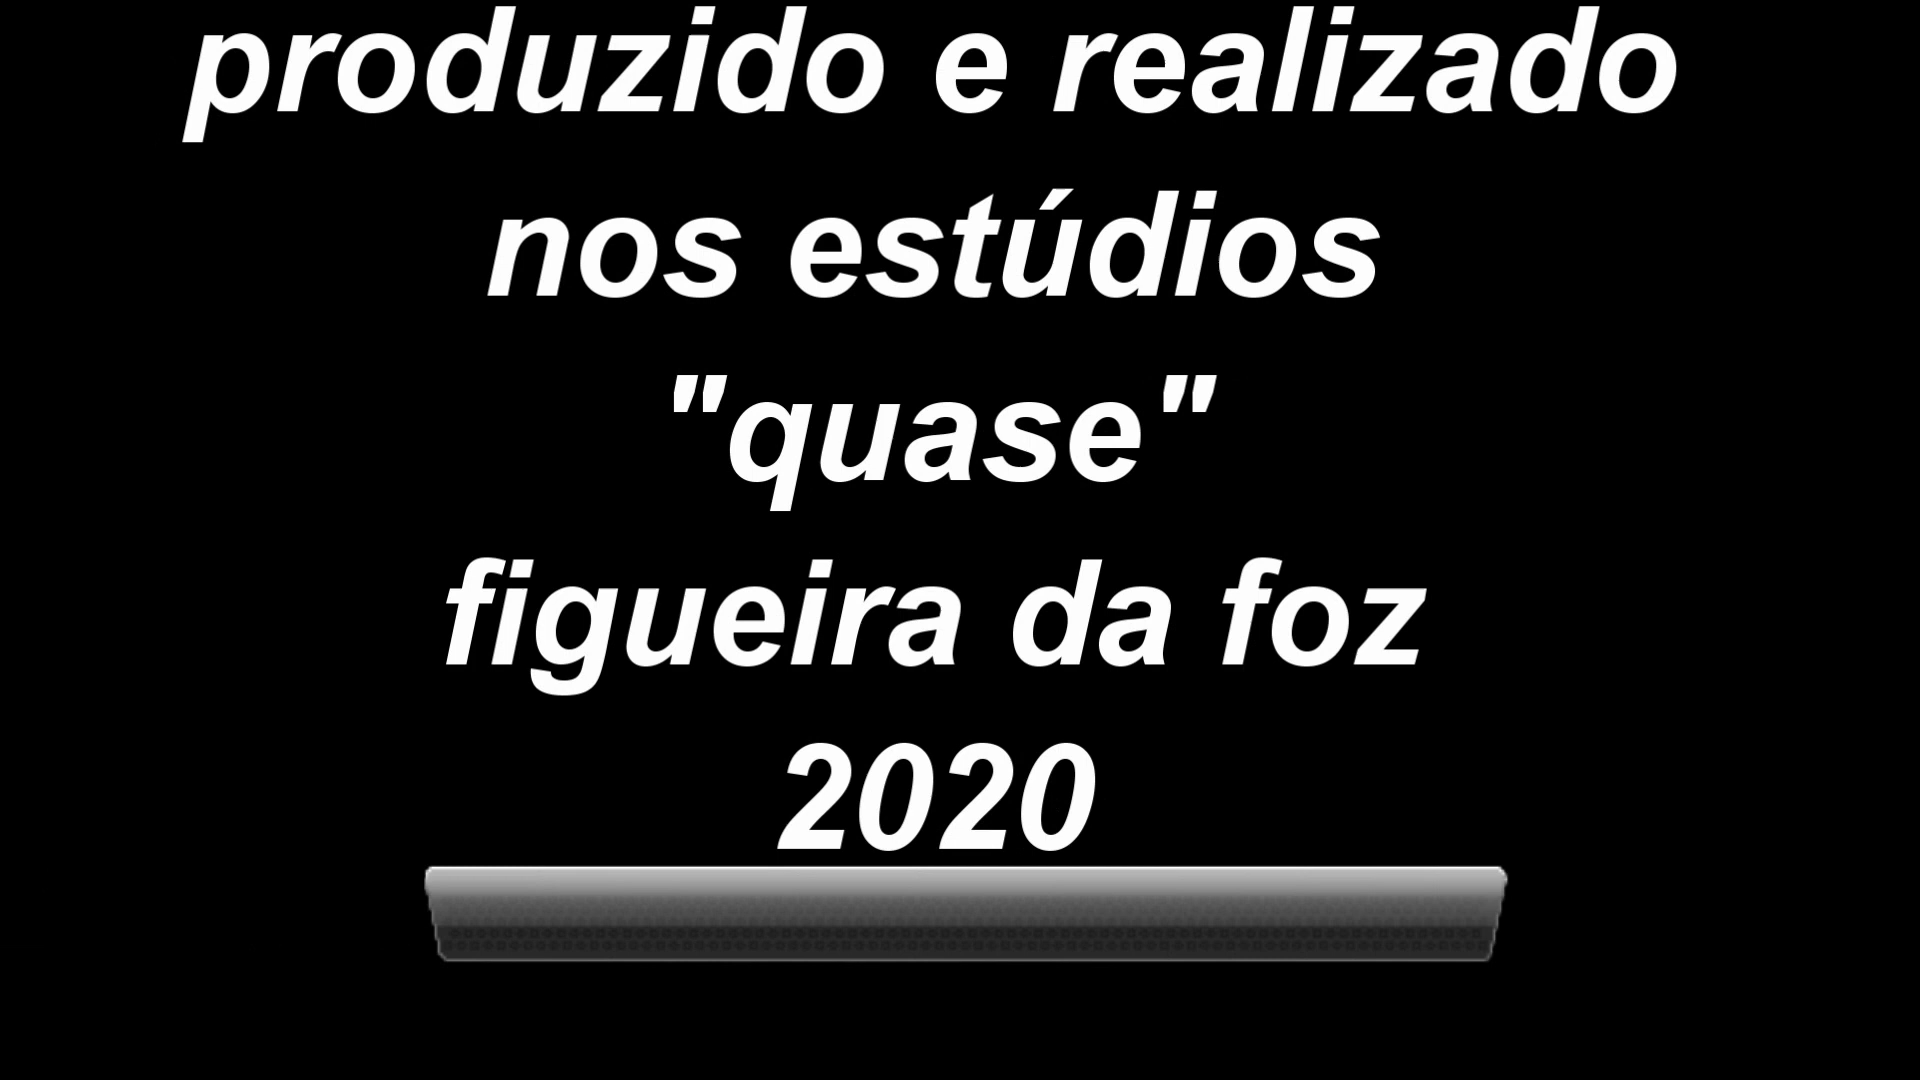 produzido e realizado
nos estúdios
"quase"
figueira da foz
2020